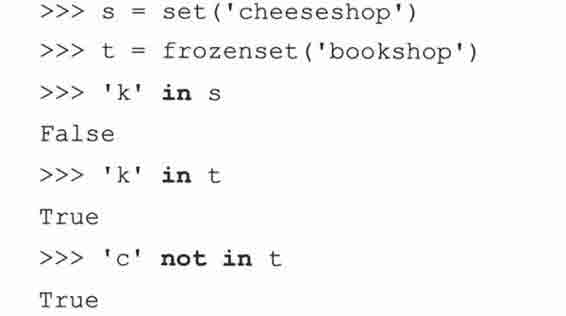 >>> s = set('cheeseshop')
>>> t = frozenset('bookshop')
>>> 'k' in s
False
>>> 'k' in t
True
>>> 'c' not in t
True